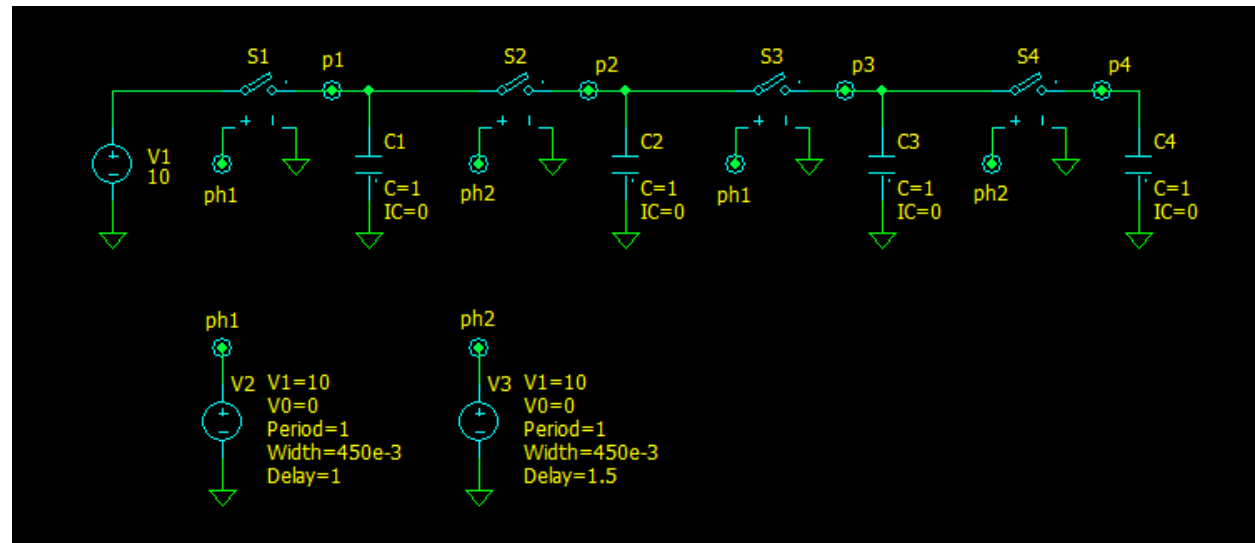 S1
p1
S2
p2
S3
p3
S4
p4
V1
10
ph1
C1
C=1
IC=0
ph2
C2
C=1
IC=0
ph1
C3
C=1
IC=0
ph2
C4
C=1
IC=0
ph1
V2
V1=10
V0=0
Period=1
Width=450e-3
Delay=1
ph2
V3
V1=10
V0=0
Period=1
Width=450e-3
Delay=1.5